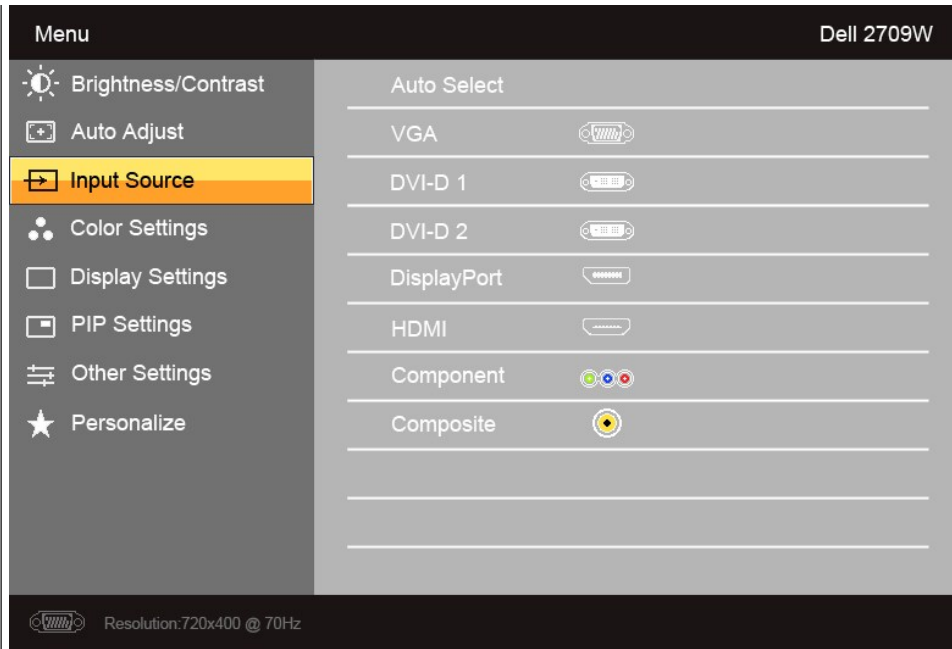 Menu
Dell 2709W
Brightness/Contrast
Auto Adjust
Input Source
Color Settings
Display Settings
PIP Settings
Other Settings
Personalize
Auto Select
VGA
DVI-D 1
DVI-D 2
DisplayPort
HDMI
Component
Composite
Resolution:720x400 @ 70Hz